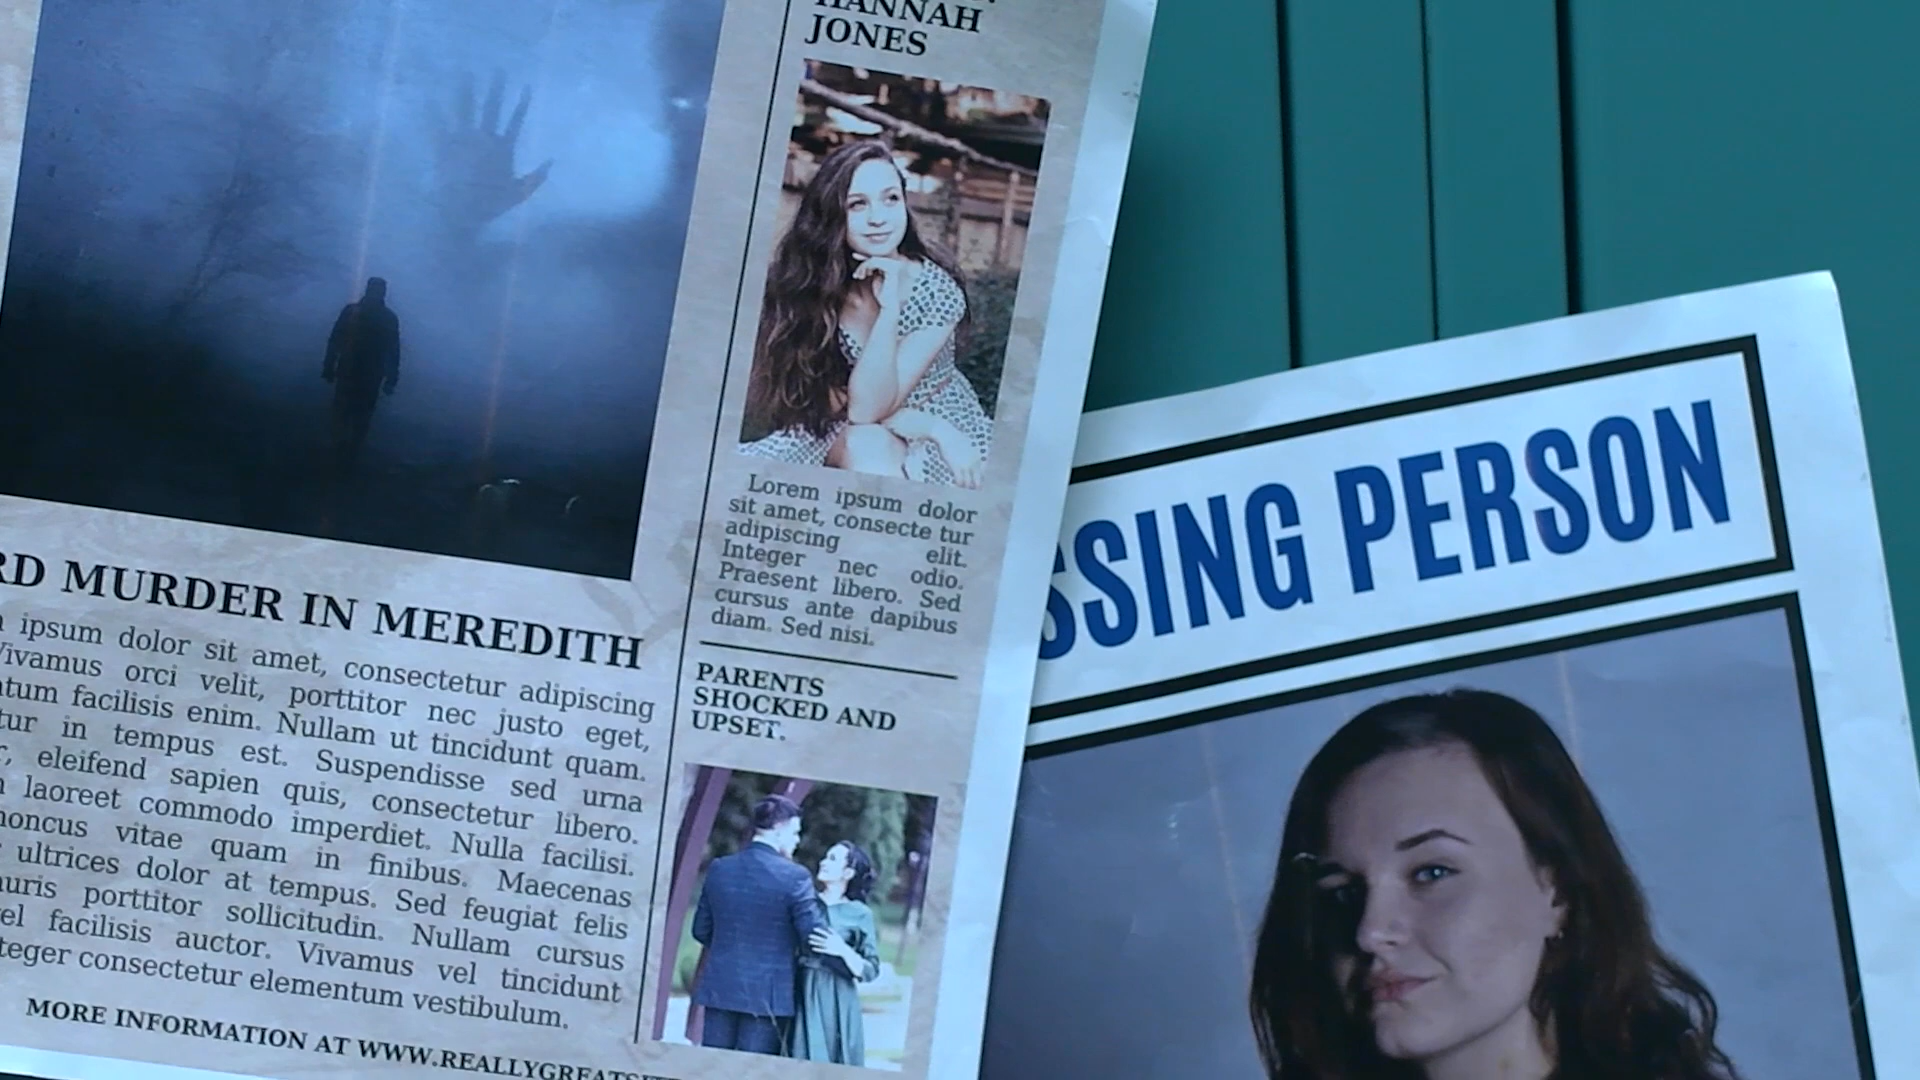 HANNAH
JONES
Lorem ipsum dolor
sit amet, consecte tur
adipiscing elit.
Integer nec odio.
Praesent libero. Sed
cursus ante dapibus
diam. Sed nisi.
PARENTS
SHOCKED AND
UPSET.
RD MURDER IN MEREDITH
ipsum dolor sit amet, consectetur adipiscing
Vivamus orci velit, porttitor nec justo eget,
ntum facilisis enim. Nullam ut tincidunt quam.
tur in tempus est. Suspendisse sed urna
eleifend sapien quis, consectetur libero.
laoreet commodo imperdiet. Nulla facilisi.
honcus vitae quam in finibus. Maecenas
ultrices dolor at tempus. Sed feugiat felis
auris porttitor sollicitudin. Nullam cursus
vel facilisis auctor. Vivamus vel tincidunt
teger consectetur elementum vestibulum.
MORE INFORMATION AT WWW.REALLYGREATSIT
SSING PERSON